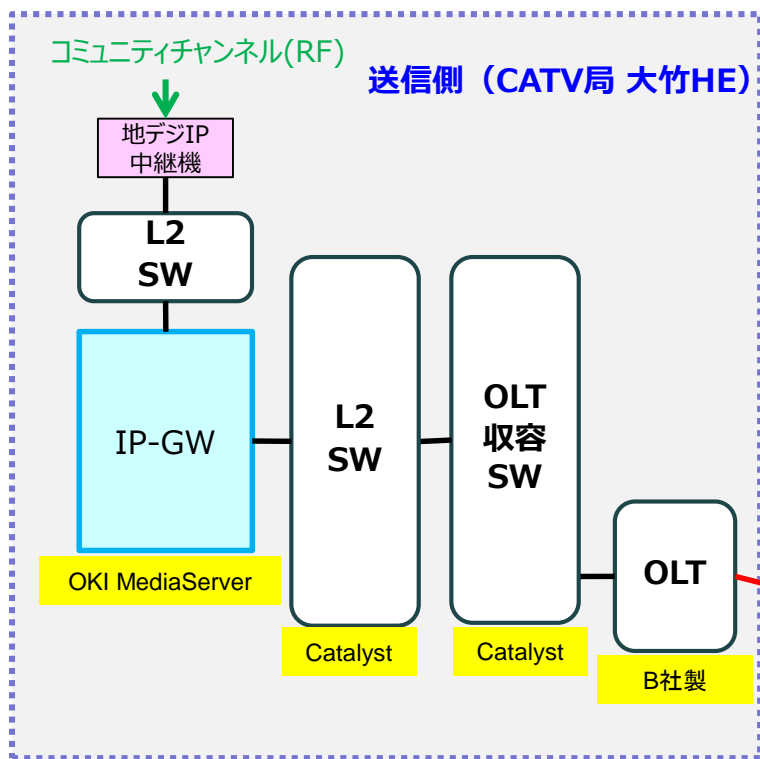 コミュニティチャンネル(RF)
送信側（CATV局 大竹HE）
地デジIP
中継機
L2
SW
IP-GW
OKI MediaServer
L2
SW
Catalyst
OLT
収容
SW
Catalyst
OLT
B社製